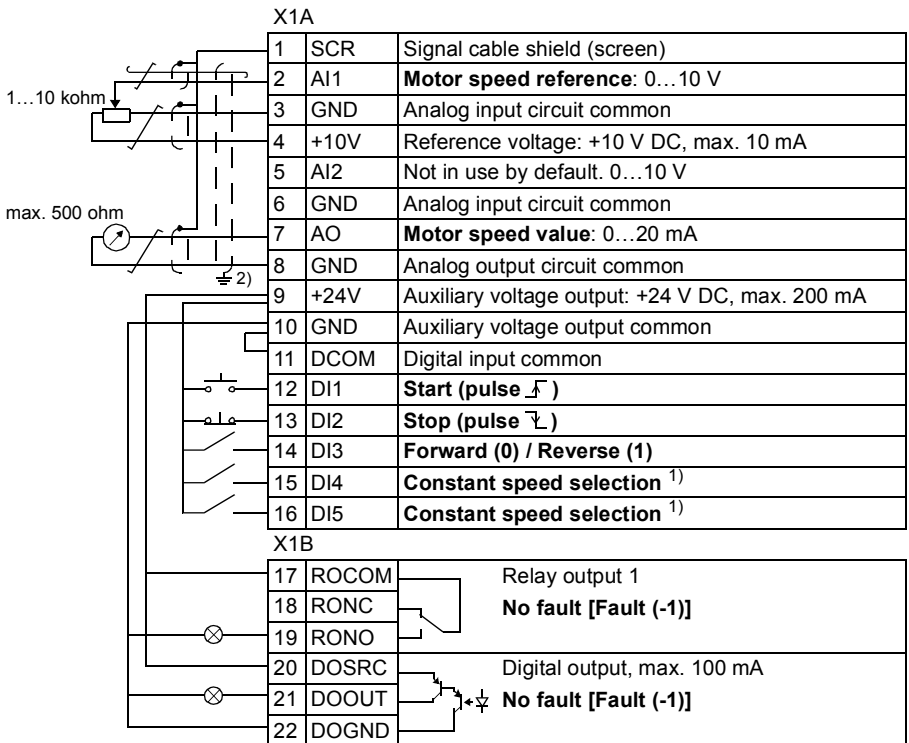 X1A
1 SCR Signal cable shield (screen)
2 AI1 Motor speed reference: 0…10 V
1…10 kohm
3 GND Analog input circuit common
4 +10V Reference voltage: +10 V DC, max. 10 mA
5 AI2 Not in use by default. 0…10 V
6 GND Analog input circuit common
max. 500 ohm
7 AO Motor speed value: 0…20 mA
8 GND Analog output circuit common
2)
9 +24V Auxiliary voltage output: +24 V DC, max. 200 mA
10 GND Auxiliary voltage output common
11 DCOM Digital input common
12 DI1 Start (pulse )
13 DI2 Stop (pulse )
14 DI3 Forward (0) / Reverse (1)
15 DI4 Constant speed selection 1)
16 DI5 Constant speed selection 1)
X1B
17 ROCOM Relay output 1
18 RONC No fault [Fault (-1)]
19 RONO
20 DOSRC Digital output, max. 100 mA
21 DOOUT No fault [Fault (-1)]
22 DOGND